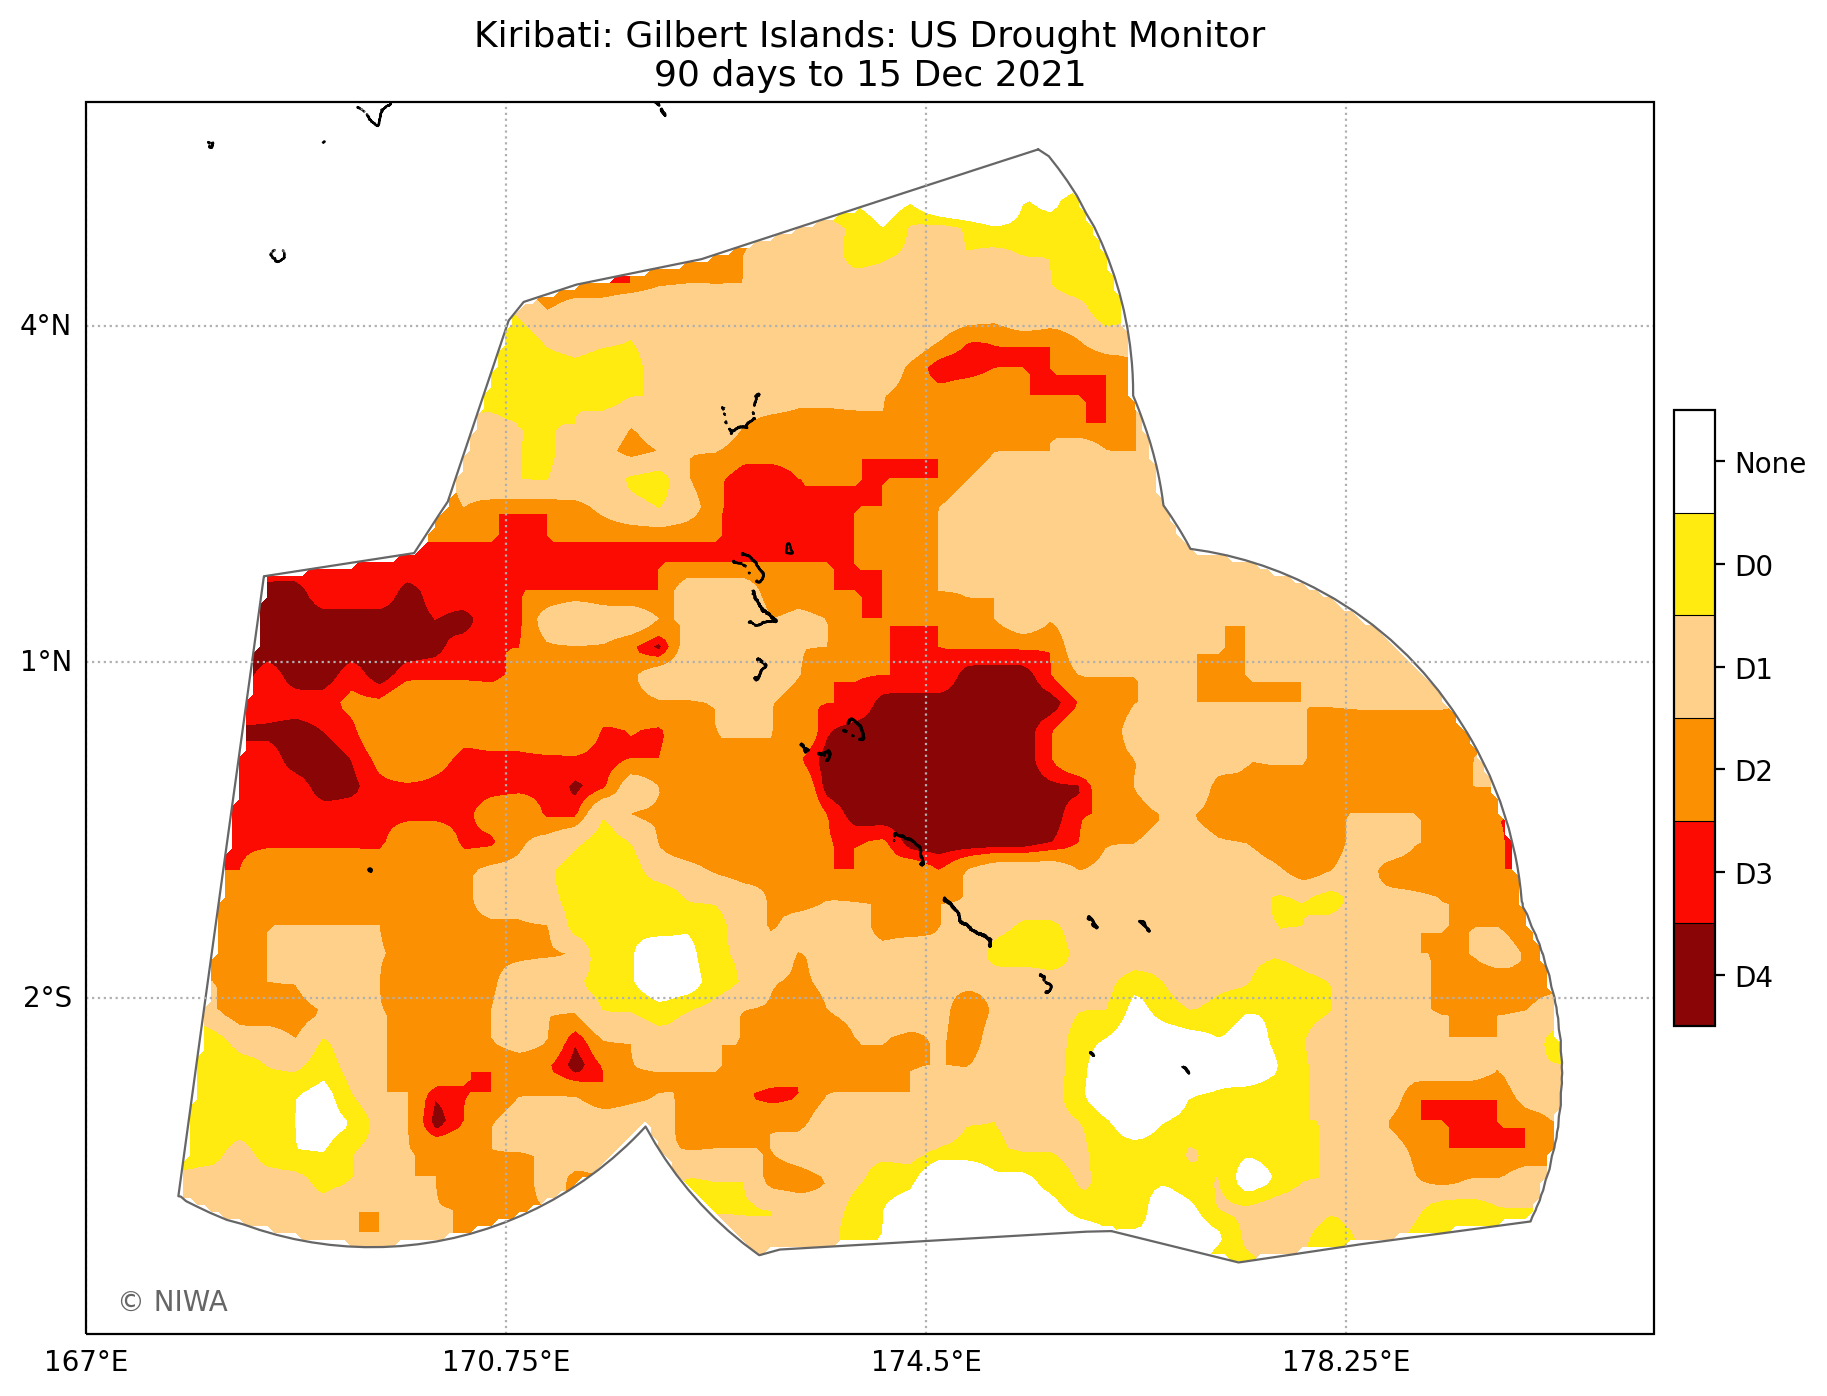 Kiribati: Gilbert Islands: US Drought Monitor
90 days to 15 Dec 2021
4°N
1°N
2°S
167°E
170.75°E
174.5°E
178.25°E
None
D0
D1
D2
D3
D4
© NIWA